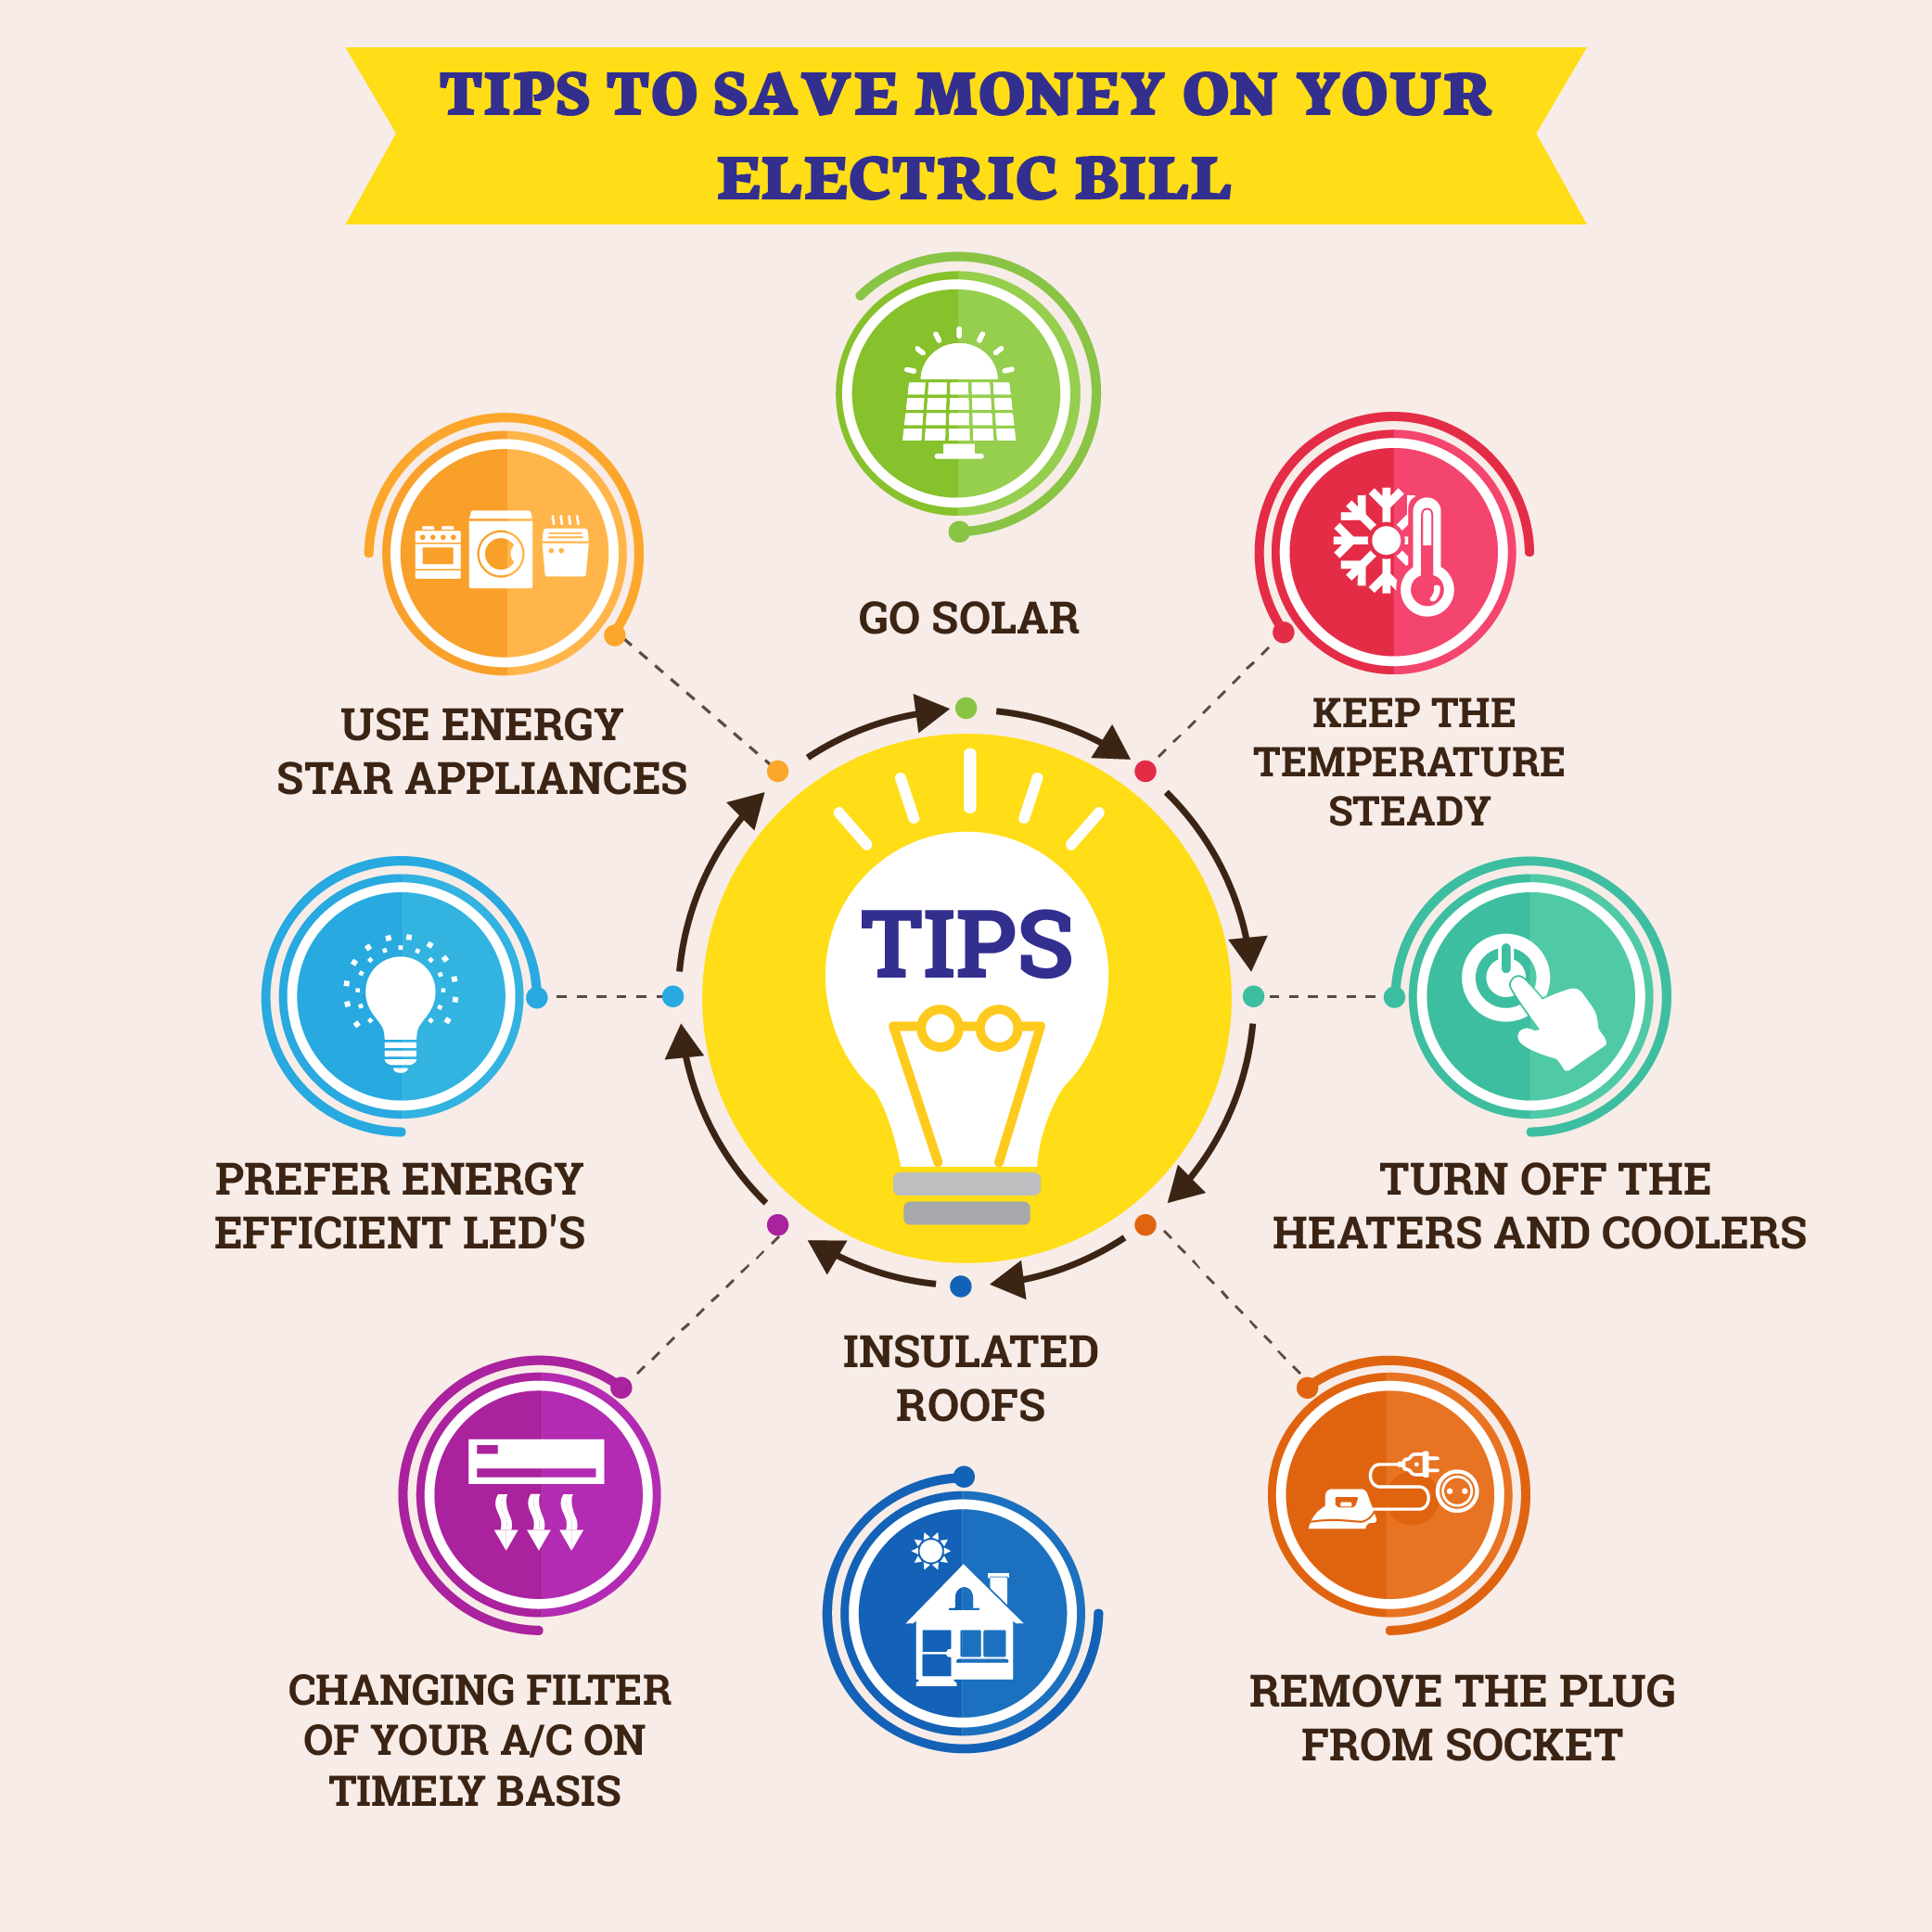 TIPS TO SAVE MONEY ON YOUR
ELECTRIC BILL
GO SOLAR
USE ENERGY
STAR APPLIANCES
KEEP THE
TEMPERATURE
STEADY
TIPS
PREFER ENERGY
EFFICIENT LED'S
TURN OFF THE
HEATERS AND COOLERS
INSULATED
ROOFS
CHANGING FILTER
OF YOUR A/C ON
TIMELY BASIS
REMOVE THE PLUG
FROM SOCKET